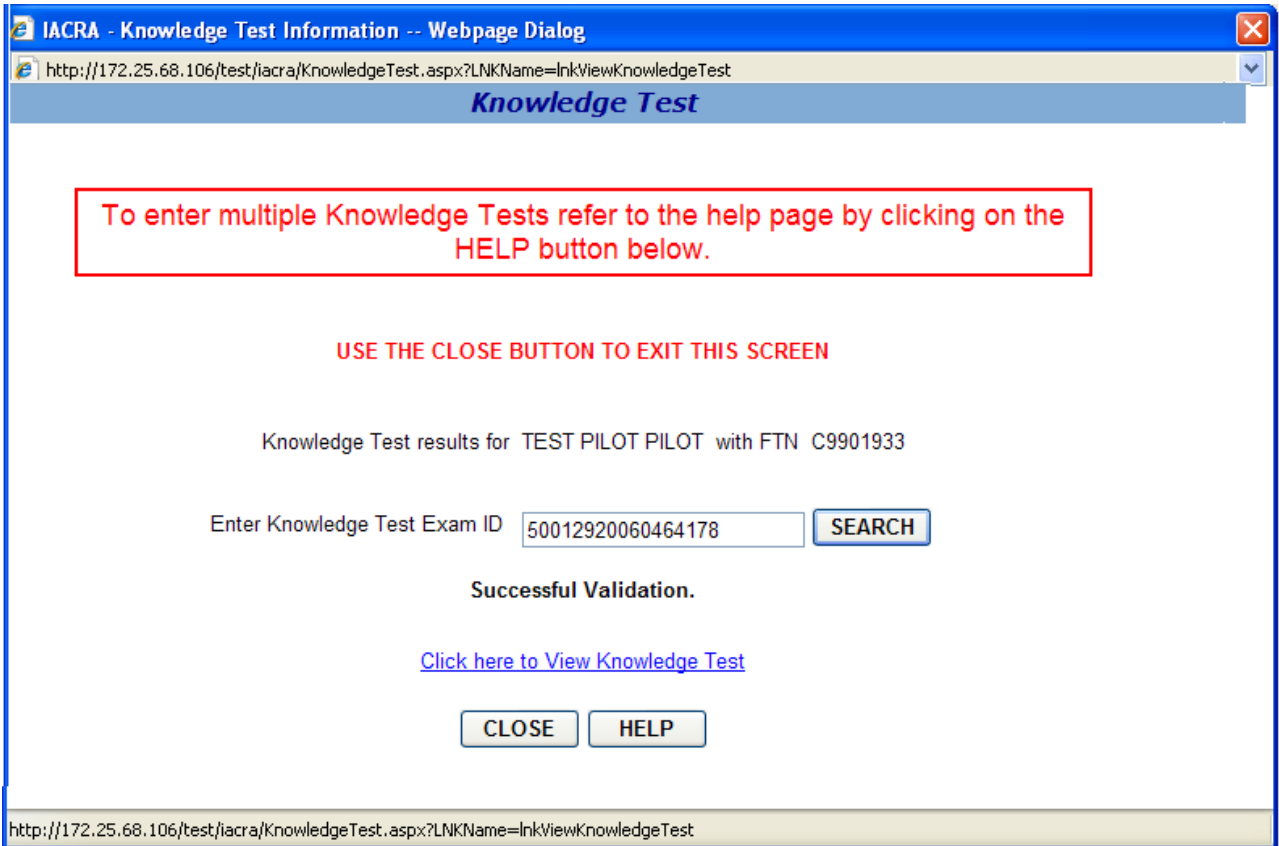 IACRA - Knowledge Test Information -- Webpage Dialog
http://172.25.68.106/test/iacra/KnowledgeTest.aspx?LNKName=lnkViewKnowledgeTest
Knowledge Test
To enter multiple Knowledge Tests refer to the help page by clicking on the
HELP button below.
USE THE CLOSE BUTTON TO EXIT THIS SCREEN
Knowledge Test results for TEST PILOT PILOT with FTN C9901933
Enter Knowledge Test Exam ID 50012920060464178 SEARCH
Successful Validation.
Click here to View Knowledge Test
CLOSE HELP
http://172.25.68.106/test/iacra/KnowledgeTest.aspx?LNKName=lnkViewKnowledgeTest